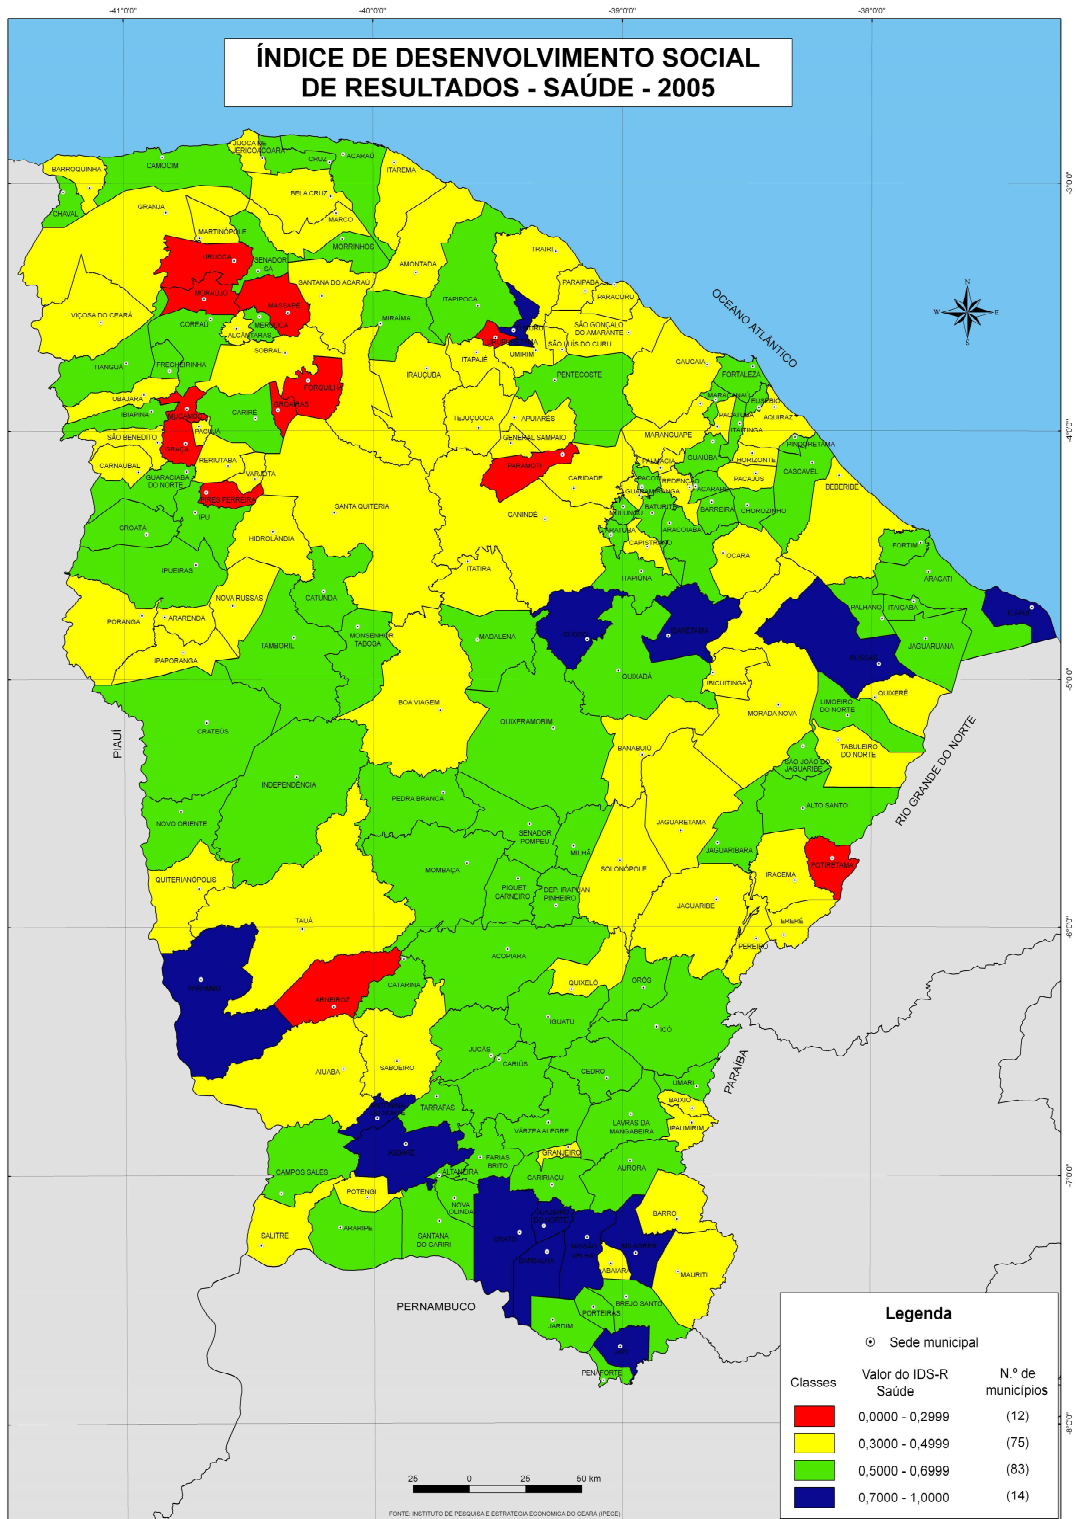 -41°0'0"
-40°0'0"
-39°0'0"
-38°0'0"
ÍNDICE DE DESENVOLVIMENTO SOCIAL
DE RESULTADOS - SAÚDE - 2005
-3°0'0"
-4°0'0"
-5°0'0"
-6°0'0"
-7°0'0"
-8°0'0"
OCEANO ATLÂNTICO
N
W
E
S
JIJOCA DE
JERICOACOARA
CRUZ
ACARAÚ
BARROQUINHA
CAMOCIM
ITAREMA
CHAVAL
GRANJA
BELA CRUZ
MARCO
MARTINÓPOLE
MORRINHOS
URUOCA
SENADOR
SÁ
AMONTADA
TRAIRI
MORAÚJO
MASSAPÊ
SANTANA DO ACARAÚ
ITAPIPOCA
PARAIPABA
PARACURU
VIÇOSA DO CEARÁ
COREAÚ
MERUOCA
ALCÂNTARAS
MIRAÍMA
SÃO GONÇALO
DO AMARANTE
SÃO LUÍS DO CURU
UMIRIM
ITAPAJÉ
SOBRAL
TIANGUÁ
FRECHEIRINHA
IRAUÇUBA
PENTECOSTE
CAUCAIA
FORTALEZA
FORQUILHA
UBAJARA
IBIAPINA
MUCAMBO
CARIRÉ
GROAÍRAS
MARACANAÚ
EUSÉBIO
AQUIRAZ
PACATUBA
ITAITINGA
TEJUÇUOCA
APUIARÉS
GENERAL SAMPAIO
MARANGUAPE
PACUJÁ
SÃO BENEDITO
GRAÇA
RERIUTABA
VARJOTA
CARNAUBAL
GUARACIABA
DO NORTE
PIRES FERREIRA
IPU
PARAMOTI
CARIDADE
PALMÁCIA
GUAIÚBA
HORIZONTE
PINDORETAMA
CASCAVEL
PACAJUS
BEBERIBE
PACOTI
REDENÇÃO
GUARAMIRANGA
ACARAPE
BARREIRA
CHOROZINHO
MULUNGU
BATURITÉ
ARATUBA
ARACOIABA
CAPISTRANO
OCARA
ITAPIÚNA
CROATÁ
IPUEIRAS
HIDROLÂNDIA
SANTA QUITÉRIA
CANINDÉ
ITATIRA
FORTIM
ARACATI
ITAIÇABA
PALHANO
JAGUARUANA
NOVA RUSSAS
CATUNDA
PORANGA
ARARENDÁ
IPAPORANGA
TAMBORIL
MONSENHOR
TABOSA
MADALENA
IBARETAMA
QUIXADÁ
IBICUITINGA
QUIXERÉ
LIMOEIRO
DO NORTE
MORADA NOVA
TABULEIRO
DO NORTE
SÃO JOÃO DO
JAGUARIBE
BOA VIAGEM
QUIXERAMOBIM
BANABUIÚ
CRATEÚS
INDEPENDÊNCIA
PIAUÍ
RIO GRANDE DO NORTE
NOVO ORIENTE
PEDRA BRANCA
SENADOR
POMPEU
MILHÃ
JAGUARETAMA
JAGUARIBARA
ALTO SANTO
POTIRETAMA
IRACEMA
SOLONÓPOLE
MOMBAÇA
PIQUET
CARNEIRO
DEP. IRAPUAN
PINHEIRO
JAGUARIBE
ERERÊ
PEREIRO
QUITERIANÓPOLIS
TAUÁ
ARNEIROZ
CATARINA
ACOPIARA
QUIXELÔ
ORÓS
IGUATU
ICÓ
AIUABA
SABOEIRO
JUCÁS
CARIÚS
CEDRO
UMARI
BAIXIO
IPAUMIRIM
PARAÍBA
TARRAFAS
VÁRZEA ALEGRE
LAVRAS DA
MANGABEIRA
CAMPOS SALES
ALTANEIRA
FARIAS
BRITO
GRANJEIRO
CARIRIAÇU
AURORA
POTENGI
NOVA
OLINDA
SALITRE
ARARIPE
SANTANA
DO CARIRI
BARRO
ABAIARA
MAURITI
PERNAMBUCO
JARDIM
PORTEIRAS
BREJO SANTO
PENAFORTE
Legenda
Sede municipal
Classes
Valor do IDS-R
Saúde
N.º de
municípios
0,0000 - 0,2999
(12)
0,3000 - 0,4999
(75)
0,5000 - 0,6999
(83)
0,7000 - 1,0000
(14)
25
0
25
50 km
FONTE: INSTITUTO DE PESQUISA E ESTRATEGIA ECONOMICA DO CEARÁ (IPECE)